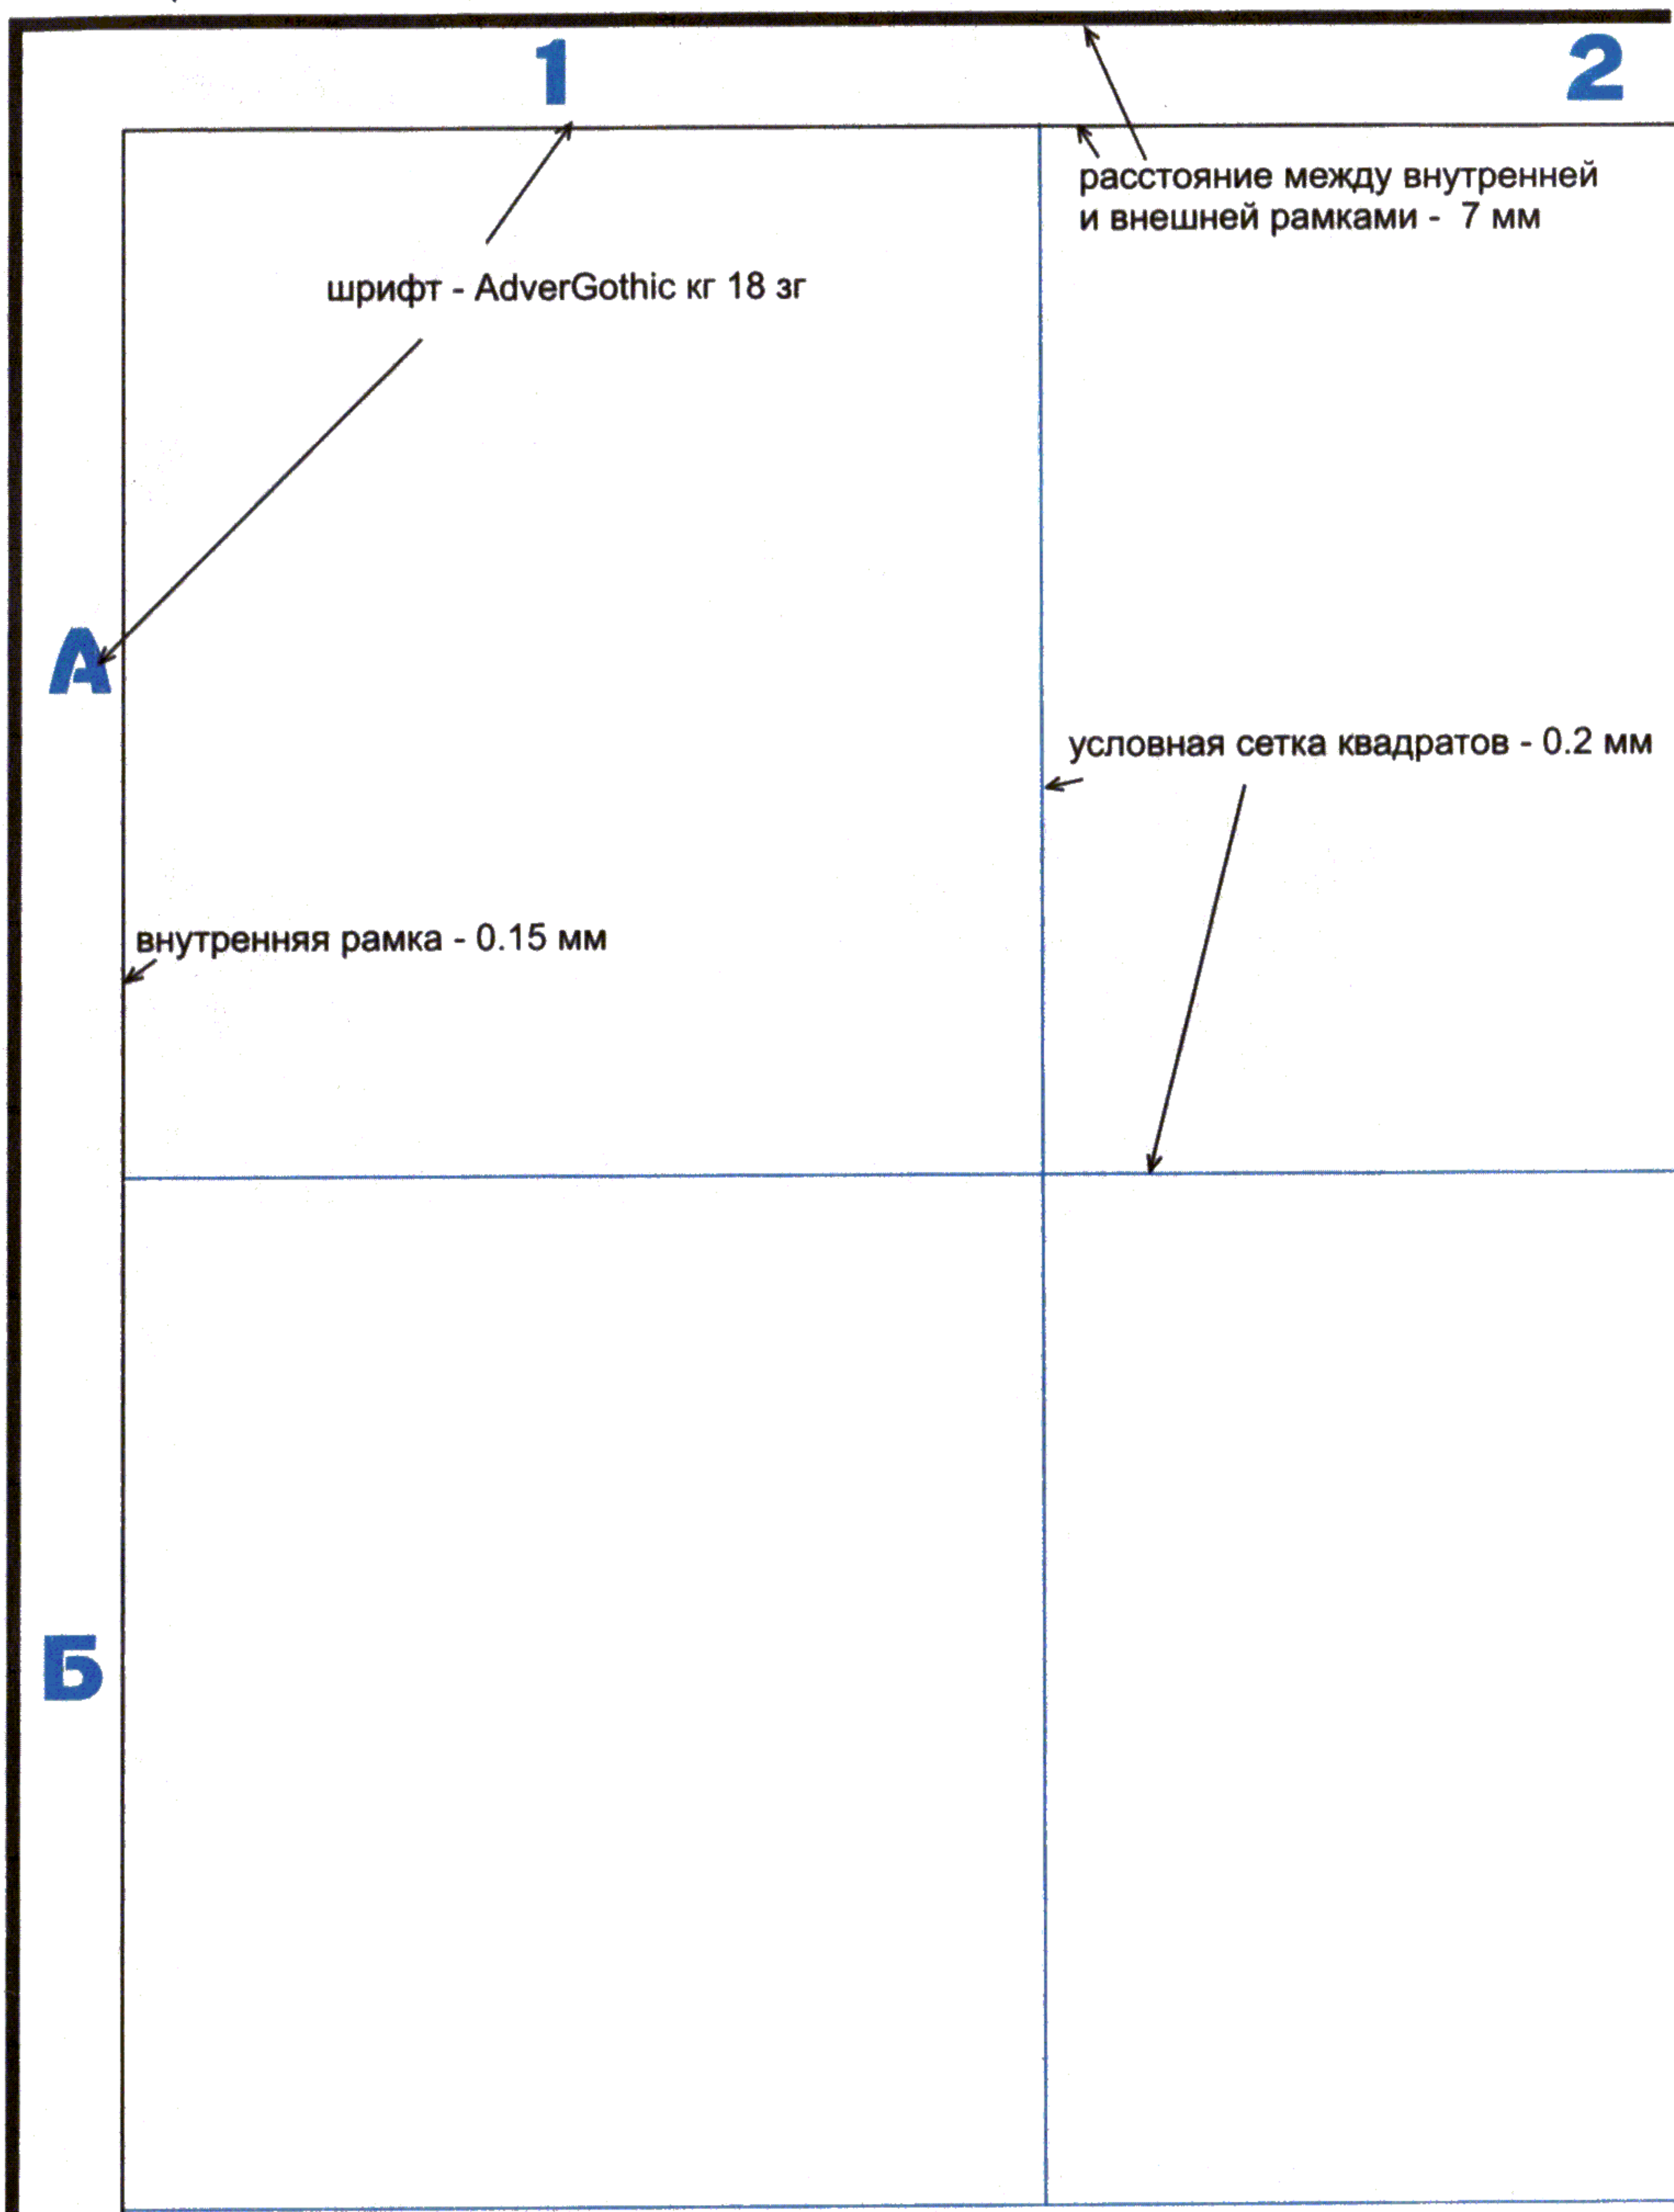 1
2
расстояние между внутренней
и внешней рамками - 7 мм
шрифт - AdverGothic кг 18 зг
А
условная сетка квадратов - 0.2 мм
внутренняя рамка - 0.15 мм
Б